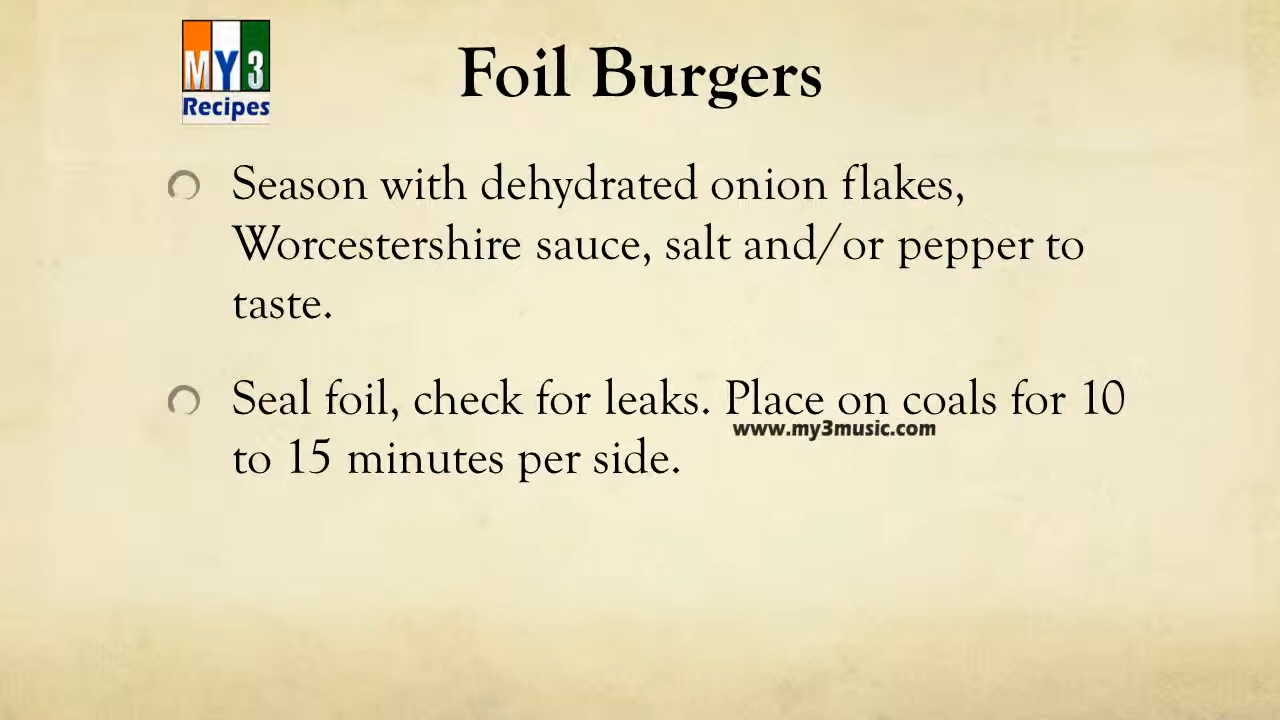 MY3
Recipes
Foil Burgers
Season with dehydrated onion flakes,
Worcestershire sauce, salt and/or pepper to
taste.
Seal foil, check for leaks. Place on coals for 10
www.my3music.com
to 15 minutes per side.